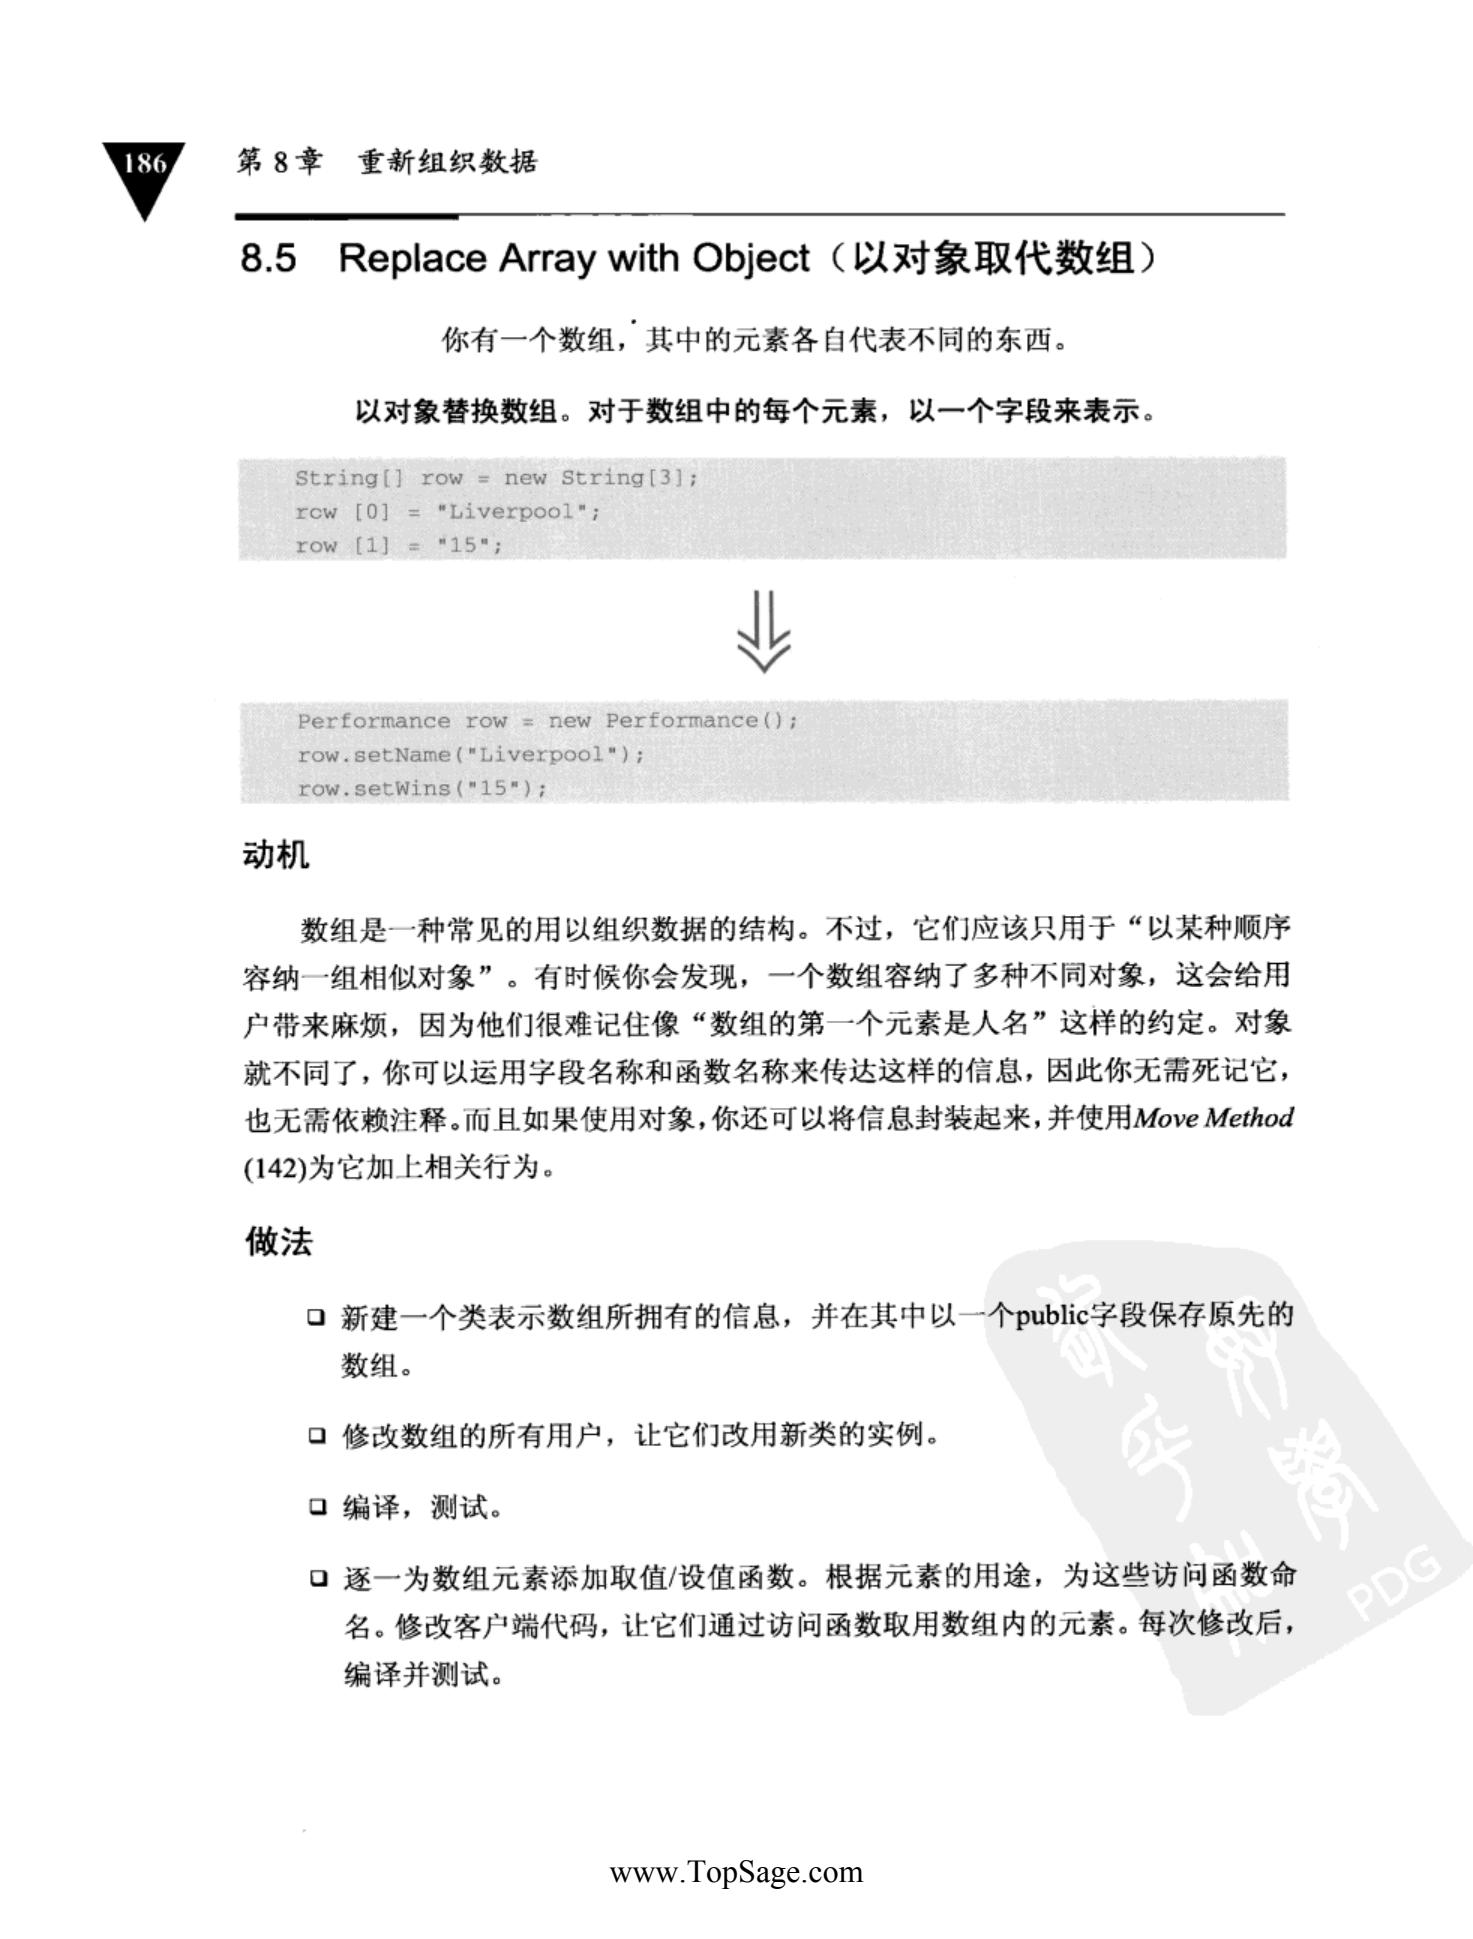 186
第 8 章 重新组织数据
8.5 Replace Array with Object（以对象取代数组）
你有一个数组，其中的元素各自代表不同的东西。
以对象替换数组。对于数组中的每个元素，以一个字段来表示。
String[] row = new String[3];
row [0] = "Liverpool";
row [1] = "15";
Performance row = new Performance();
row.setName("Liverpool");
row.setWins("15");
动机
数组是一种常见的用以组织数据的结构。不过，它们应该只用于“以某种顺序
容纳一组相似对象”。有时候你会发现，一个数组容纳了多种不同对象，这会给用
户带来麻烦，因为他们很难记住像“数组的第一个元素是人名”这样的约定。对象
就不同了，你可以运用字段名称和函数名称来传达这样的信息，因此你无需死记它，
也无需依赖注释。而且如果使用对象，你还可以将信息封装起来，并使用Move Method
(142)为它加上相关行为。
做法
❑ 新建一个类表示数组所拥有的信息，并在其中以一个public字段保存原先的
数组。
❑ 修改数组的所有用户，让它们改用新类的实例。
❑ 编译，测试。
❑ 逐一为数组元素添加取值/设值函数。根据元素的用途，为这些访问函数命
名。修改客户端代码，让它们通过访问函数取用数组内的元素。每次修改后，
编译并测试。
PDG
www.TopSage.com